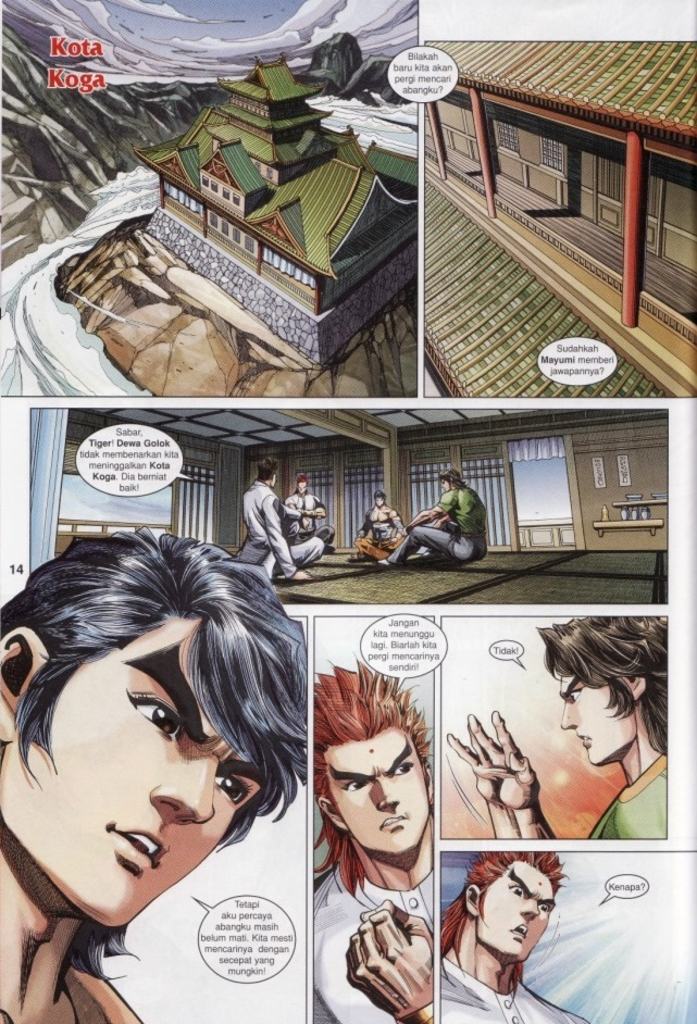 Kota
Koga
Bilakah
baru kita akan
pergi mencari
abangku?
Sudahkah
Mayumi memberi
jawapannya?
Sabar,
Tiger! Dewa Golok
tidak membenarkan kita
meninggalkan Kota
Koga. Dia berniat
baik!
14
Jangan
kita menunggu
lagi. Biarlah kita
pergi mencarinya
sendiri!
Tidak!
Tetapi
aku percaya
abangku masih
belum mati. Kita mesti
mencarinya dengan
secepat yang
mungkin!
Kenapa?